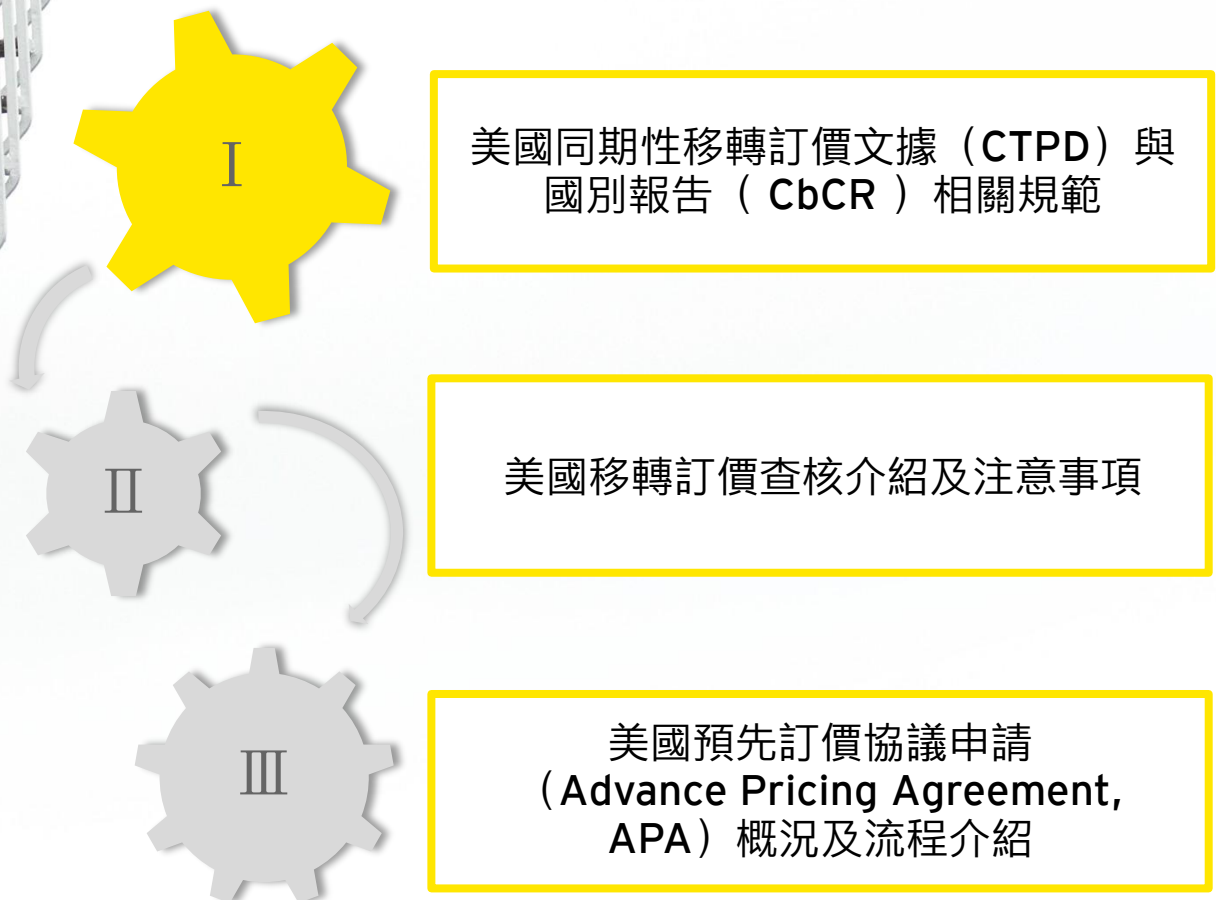 Ⅰ
美國同期性移轉訂價文據（CTPD）與
國別報告（ CbCR ）相關規範
Ⅱ
美國移轉訂價查核介紹及注意事項
Ⅲ
美國預先訂價協議申請
（Advance Pricing Agreement,
APA）概況及流程介紹